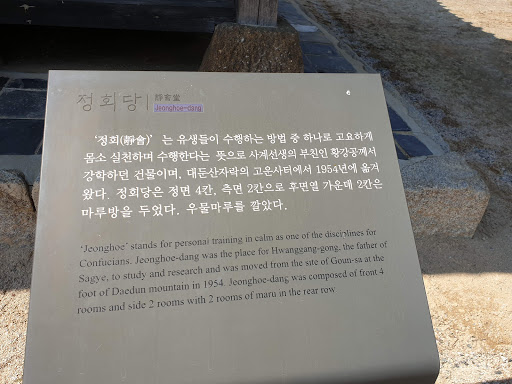 정회당 | 靜會堂
Jeonghoe-dang
‘정회(靜會)’ 는 유생들이 수행하는 방법 중 하나로 고요하게
몸소 실천하며 수행한다는 뜻으로 사계선생의 부친인 황강공께서
강학하던 건물이며, 대둔산자락의 고운사터에서 1954년에 옮겨
왔다. 정회당은 정면 4칸, 측면 2칸으로 후면열 가운데 2칸은
마루방을 두었다. 우물마루를 깔았다.
‘Jeonghoe’ stands for personal training in calm as one of the disciplimes for
Confucians. Jeonghoe-dang was the place for Hwanggang-gong, the father of
Sagye, to study and research and was moved from the site of Goun-sa at the
foot of Daedun mountain in 1954. Jeonghoe-dang was composed of front 4
rooms and side 2 rooms with 2 rooms of maru in the rear row